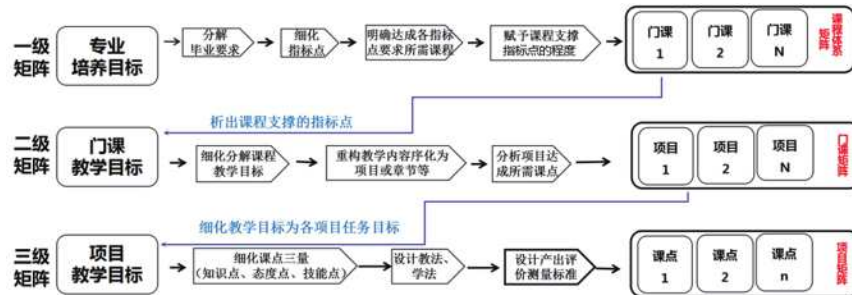 一级
矩阵
专业
培养目标
分解
毕业要求
细化
指标点
明确达成各指标
点要求所需课程
赋予课程支撑
指标点的程度
门课
1
门课
2
门课
N
课程体系
矩阵
析出课程支撑的指标点
二级
矩阵
门课
教学目标
细化分解课程
教学目标
重构教学内容序化为
项目或章节等
分析项目达
成所需课点
项目
1
项目
2
项目
N
门课矩阵
细化教学目标为各项目任务目标
三级
矩阵
项目
教学目标
细化课点三量
（知识点、态度点、技能点）
设计教法、
学法
设计产出评
价测量标准
课点
1
课点
2
课点
n
项目矩阵